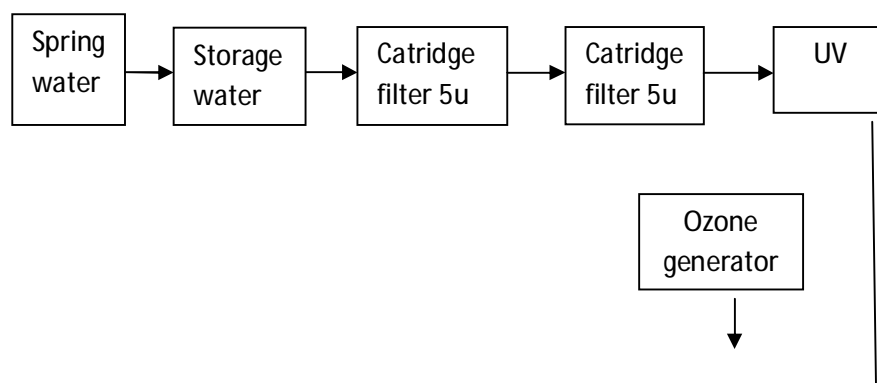 Spring
water
Storage
water
Catridge
filter 5u
Catridge
filter 5u
UV
Ozone
generator